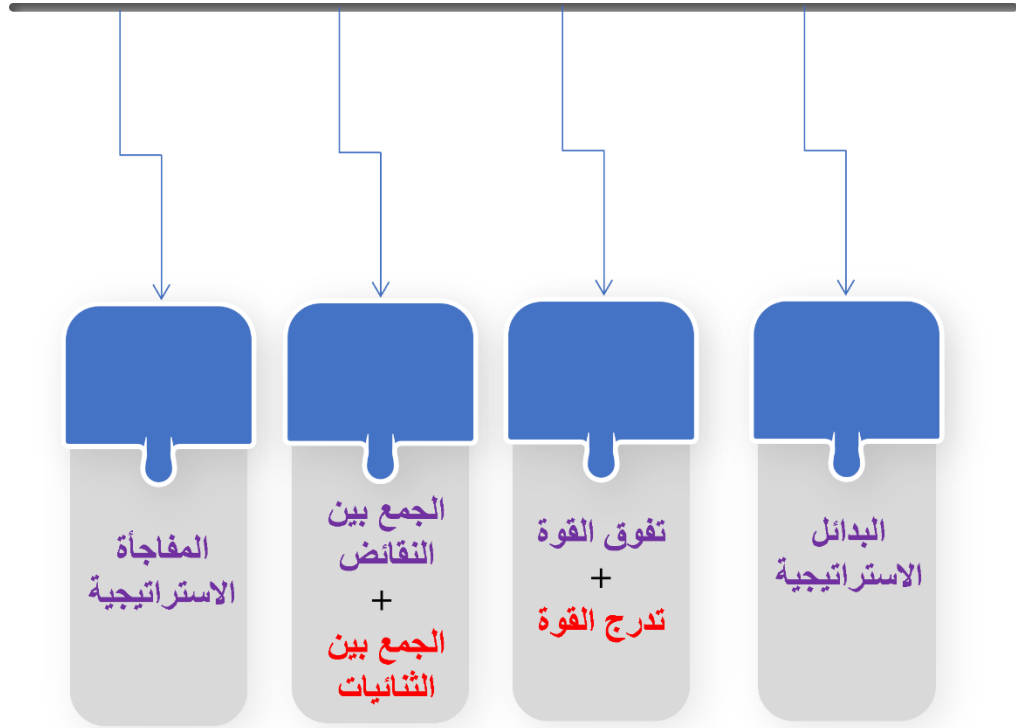 البدائل
الاستراتيجية
تفوق القوة
+
تدرج القوة
الجمع بين
النقائض
+
الجمع بين
الثنائيات
المفاجأة
الاستراتيجية